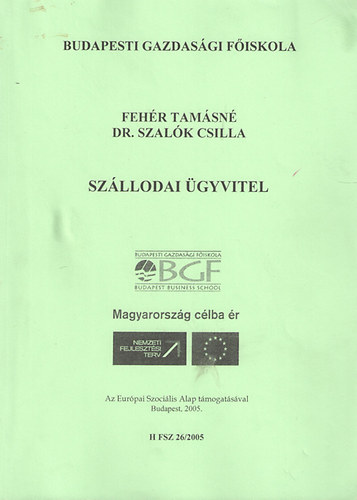 BUDAPESTI GAZDASÁGI FŐISKOLA
FEHÉR TAMÁSNÉ
DR. SZALÓK CSILLA
SZÁLLODAI ÜGYVITEL
BUDAPESTI GAZDASÁGI FŐISKOLA
BGF
BUDAPEST BUSINESS SCHOOL
Magyarország célba ér
NEMZETI
FEJLESZTÉSI
TERV
Az Európai Szociális Alap támogatásával
Budapest, 2005.
II FSZ 26/2005